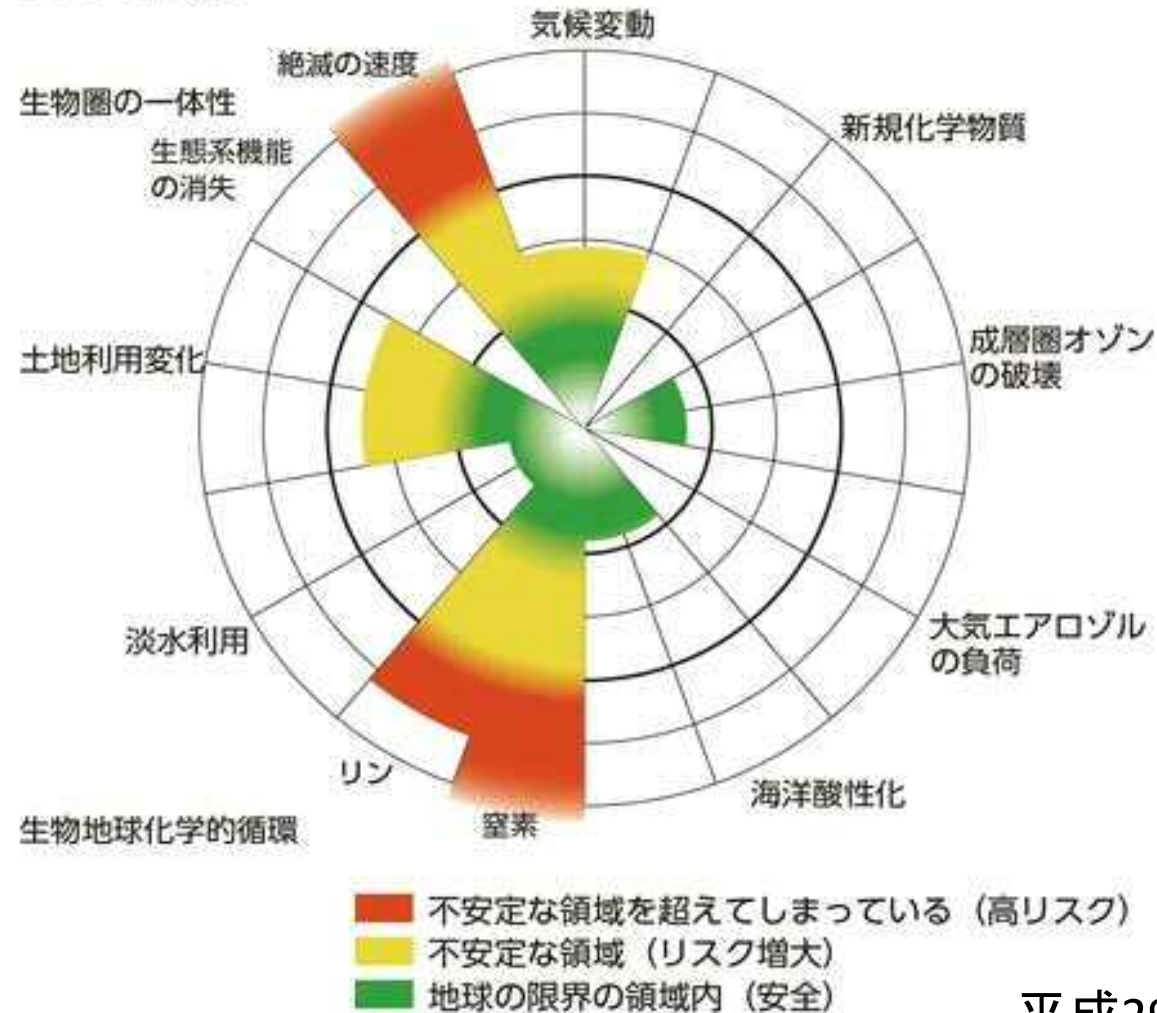 気候変動
絶滅の速度
生物圏の一体性
生態系機能
の消失
新規化学物質
成層圏オゾン
の破壊
土地利用変化
大気エアロゾル
の負荷
淡水利用
海洋酸性化
リン
窒素
生物地球化学的循環
不安定な領域を超えてしまっている（高リスク）
不安定な領域（リスク増大）
地球の限界の領域内（安全）